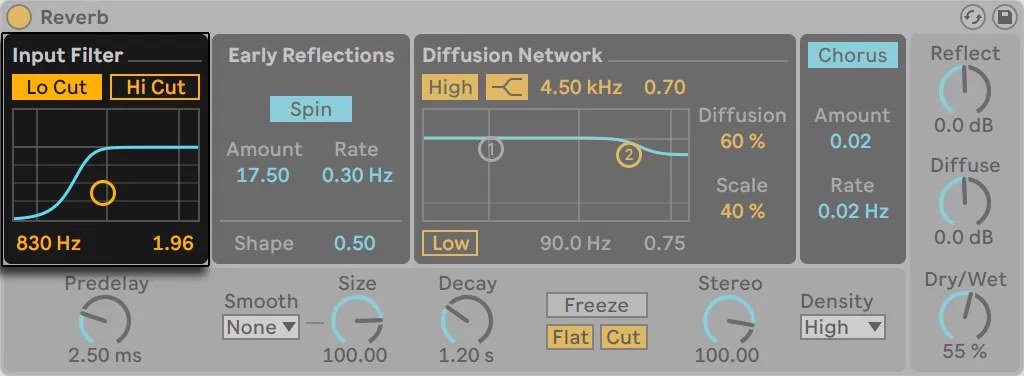 Reverb
Input Filter
Lo Cut Hi Cut
830 Hz 1.96
Early Reflections
Spin
Amount Rate
17.50 0.30 Hz
Shape 0.50
Diffusion Network
High 4.50 kHz 0.70
1
2
Diffusion
60 %
Scale
40 %
Low 90.0 Hz 0.75
Chorus
Amount
0.02
Rate
0.02 Hz
Reflect
0.0 dB
Diffuse
0.0 dB
Dry/Wet
55 %
Predelay
2.50 ms
Smooth
None
Size
100.00
Decay
1.20 s
Freeze
Flat Cut
Stereo
100.00
Density
High